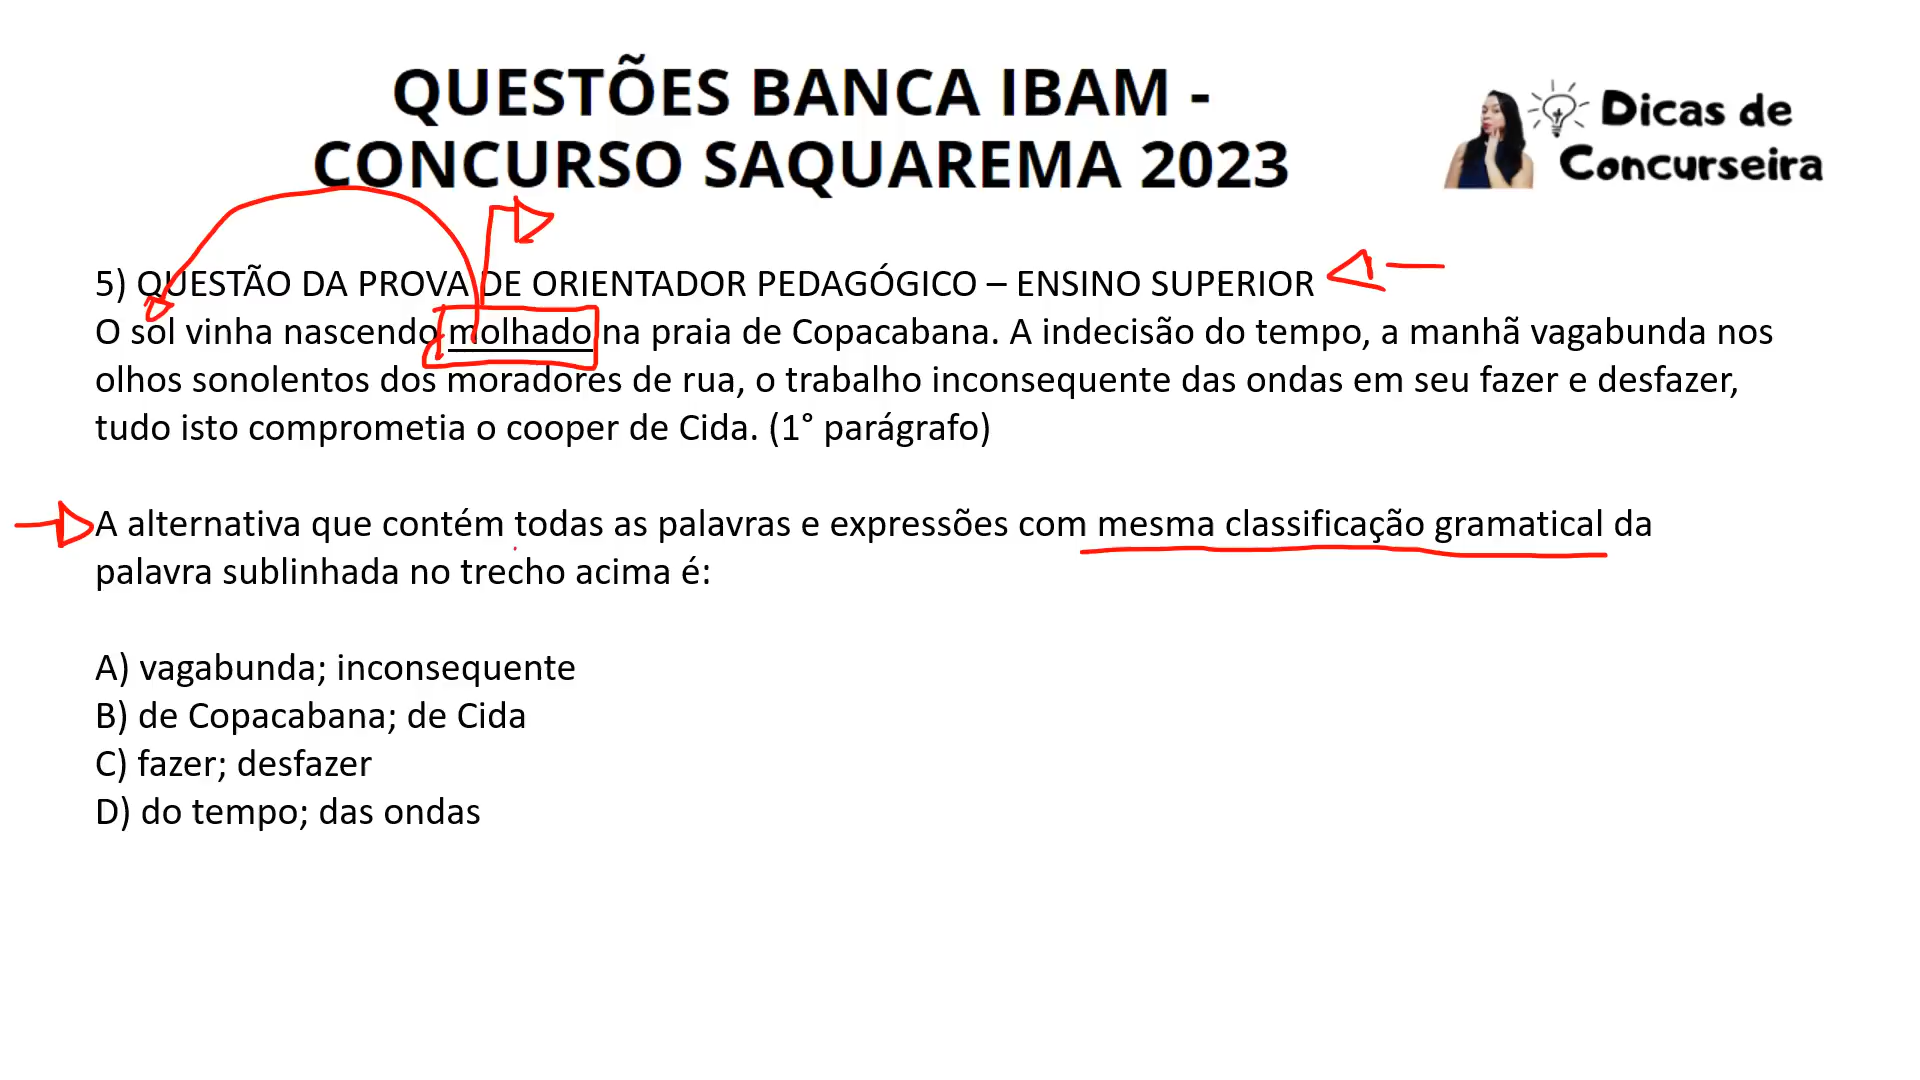 QUESTÕES BANCA IBAM -
CONCURSO SAQUAREMA 2023
Dicas de
Concurseira
5) QUESTÃO DA PROVA DE ORIENTADOR PEDAGÓGICO – ENSINO SUPERIOR
O sol vinha nascendo molhado na praia de Copacabana. A indecisão do tempo, a manhã vagabunda nos
olhos sonolentos dos moradores de rua, o trabalho inconsequente das ondas em seu fazer e desfazer,
tudo isto comprometia o cooper de Cida. (1° parágrafo)
A alternativa que contém todas as palavras e expressões com mesma classificação gramatical da
palavra sublinhada no trecho acima é:
A) vagabunda; inconsequente
B) de Copacabana; de Cida
C) fazer; desfazer
D) do tempo; das ondas